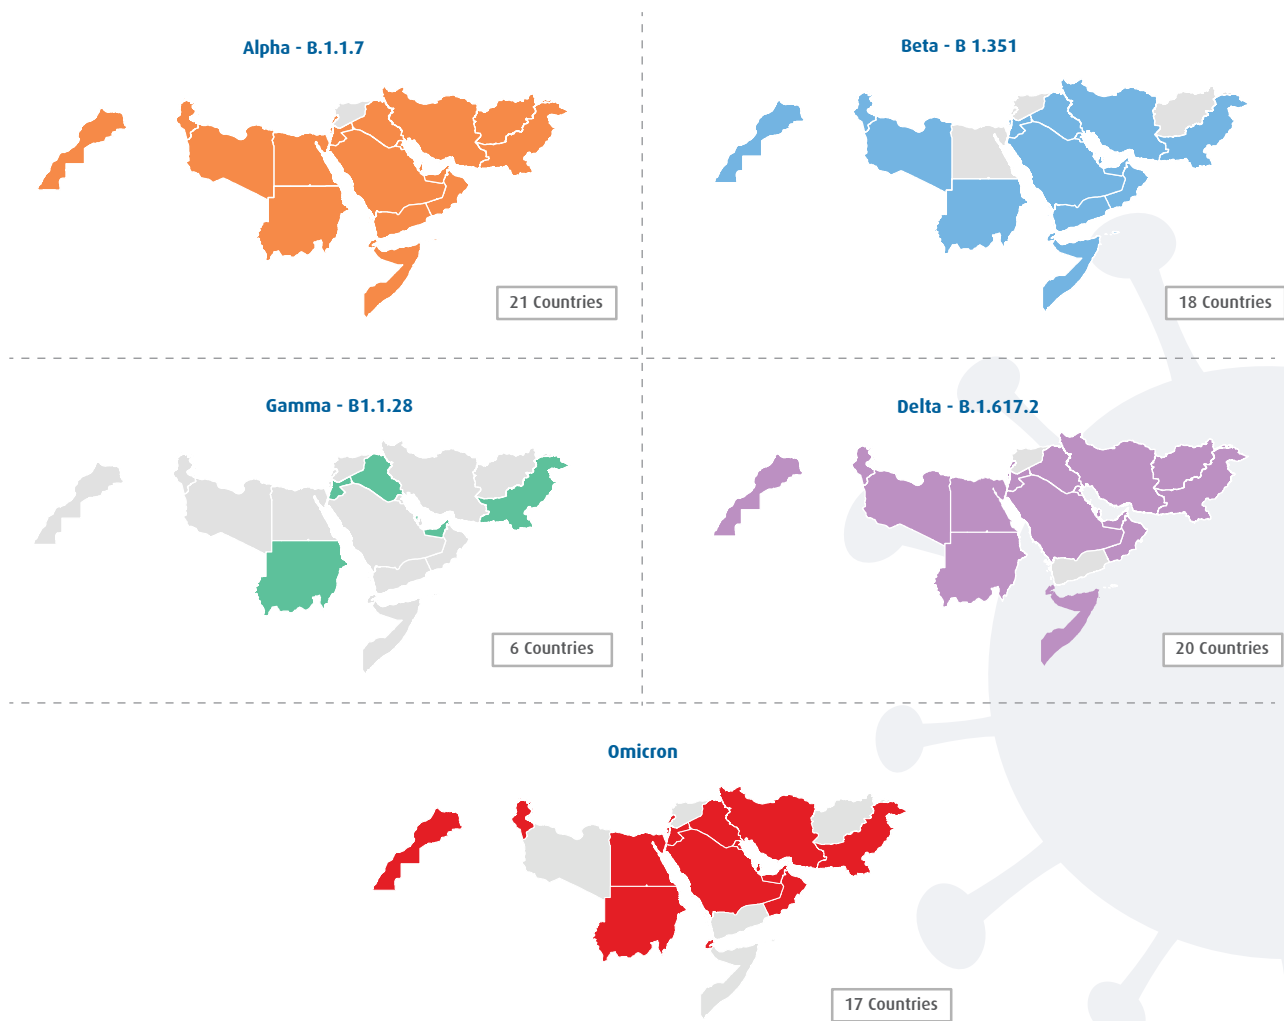 Alpha - B.1.1.7
Beta - B 1.351
21 Countries
18 Countries
Gamma - B1.1.28
Delta - B.1.617.2
6 Countries
20 Countries
Omicron
17 Countries